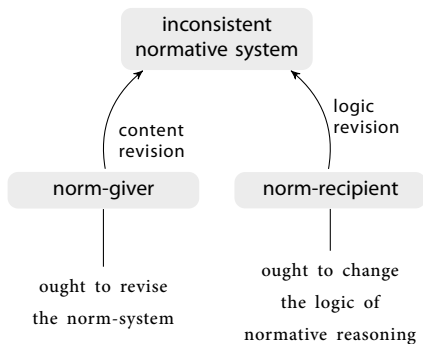 inconsistent
normative system
content
revision
logic
revision
norm-giver
norm-recipient
ought to revise
the norm-system
ought to change
the logic of
normative reasoning